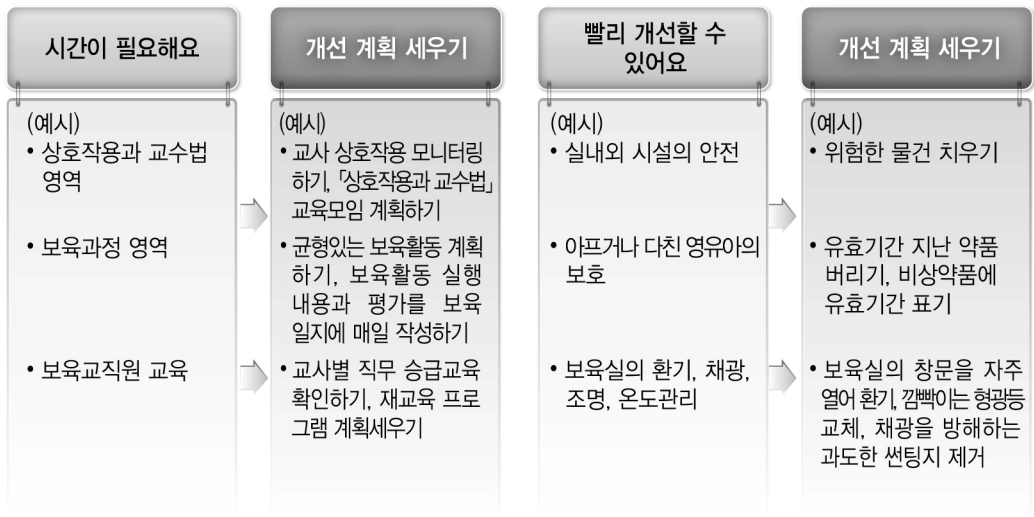 시간이 필요해요
(예시)
• 상호작용과 교수법
영역
• 보육과정 영역
• 보육교직원 교육
개선 계획 세우기
(예시)
• 교사 상호작용 모니터링
하기, 「상호작용과 교수법」
교육모임 계획하기
• 균형있는 보육활동 계획
하기, 보육활동 실행
내용과 평가를 보육
일지에 매일 작성하기
• 교사별 직무 승급교육
확인하기, 재교육 프로
그램 계획세우기
빨리 개선할 수
있어요
(예시)
• 실내외 시설의 안전
• 아프거나 다친 영유아의
보호
• 보육실의 환기, 채광,
조명, 온도관리
개선 계획 세우기
(예시)
• 위험한 물건 치우기
• 유효기간 지난 약품
버리기, 비상약품에
유효기간 표기
• 보육실의 창문을 자주
열어 환기, 깜빡이는 형광등
교체, 채광을 방해하는
과도한 썬팅지 제거